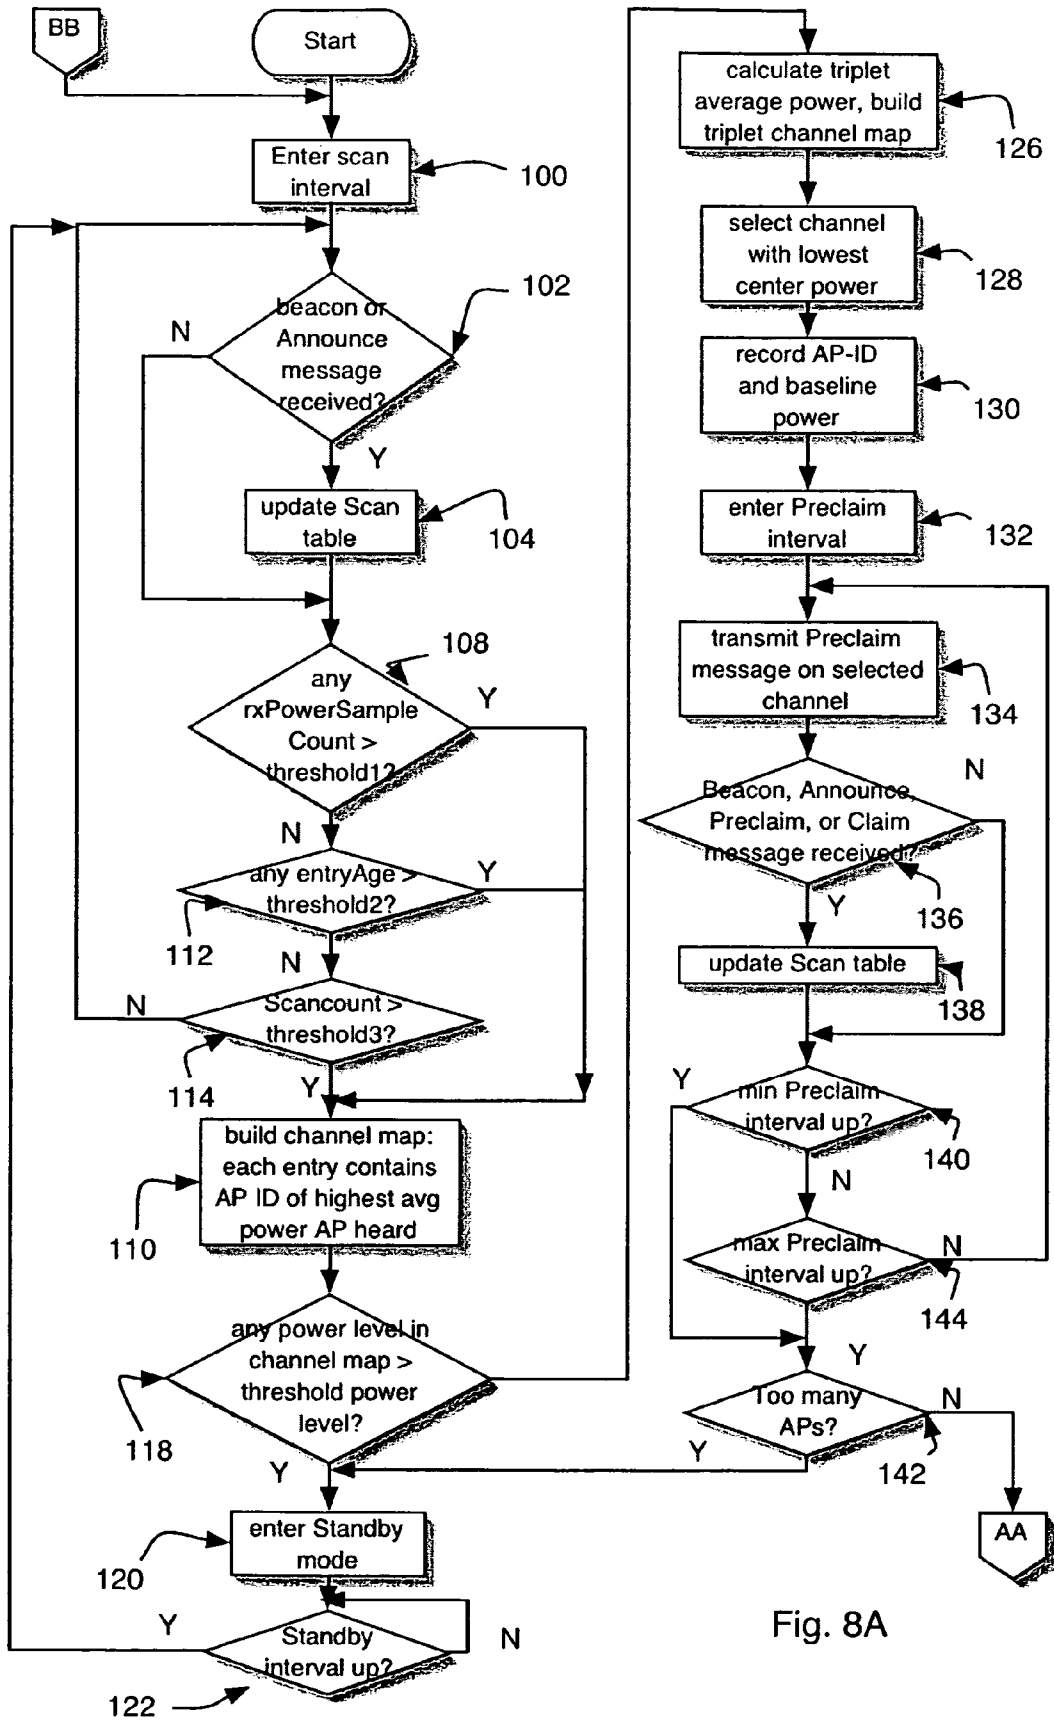 BB
Start
Enter scan
interval
100
beacon or
Announce
message
received?
102
N
Y
update Scan
table
104
108
any
rxPowerSample
Count >
threshold1?
Y
N
any entryAge >
threshold2?
Y
112
N
Scancount >
threshold3?
N
114
Y
build channel map:
each entry contains
AP ID of highest avg
power AP heard
110
any power level in
channel map >
threshold power
level?
118
Y
enter Standby
mode
120
Y
Standby
interval up?
N
122
calculate triplet
average power, build
triplet channel map
126
select channel
with lowest
center power
128
record AP-ID
and baseline
power
130
enter Preclaim
interval
132
transmit Preclaim
message on selected
channel
134
N
Beacon, Announce,
Preclaim, or Claim
message received?
136
Y
update Scan table
138
Y
min Preclaim
interval up?
140
N
max Preclaim
interval up?
N
144
Y
Too many
APs?
N
Y
142
AA
Fig. 8A